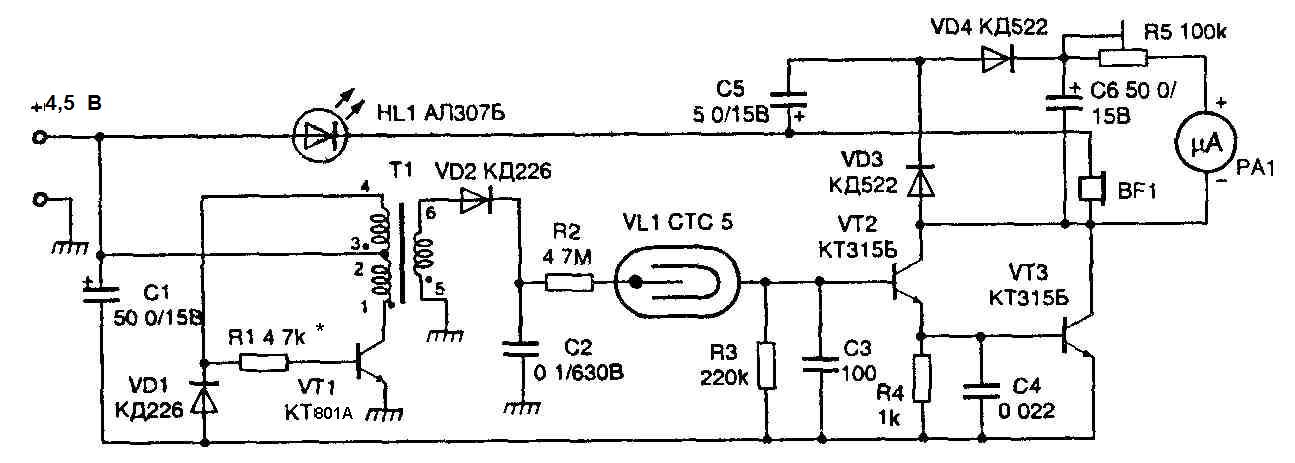 VD4 КД522
R5 100k
+4,5 В
HL1 АЛ307Б
C5
5 0/15В
+
+
C6 50 0/
15В
+
μA
PA1
−
T1
VD2 КД226
4
6
VD3
КД522
BF1
R2
4 7M
VL1 СТС 5
VT2
КТ315Б
3
2
5
1
+
C1
50 0/15В
VT3
КТ315Б
R1 4 7k *
C2
0 1/630В
R3
220k
C3
100
R4
1k
C4
0 022
VD1
КД226
VT1
КТ801А